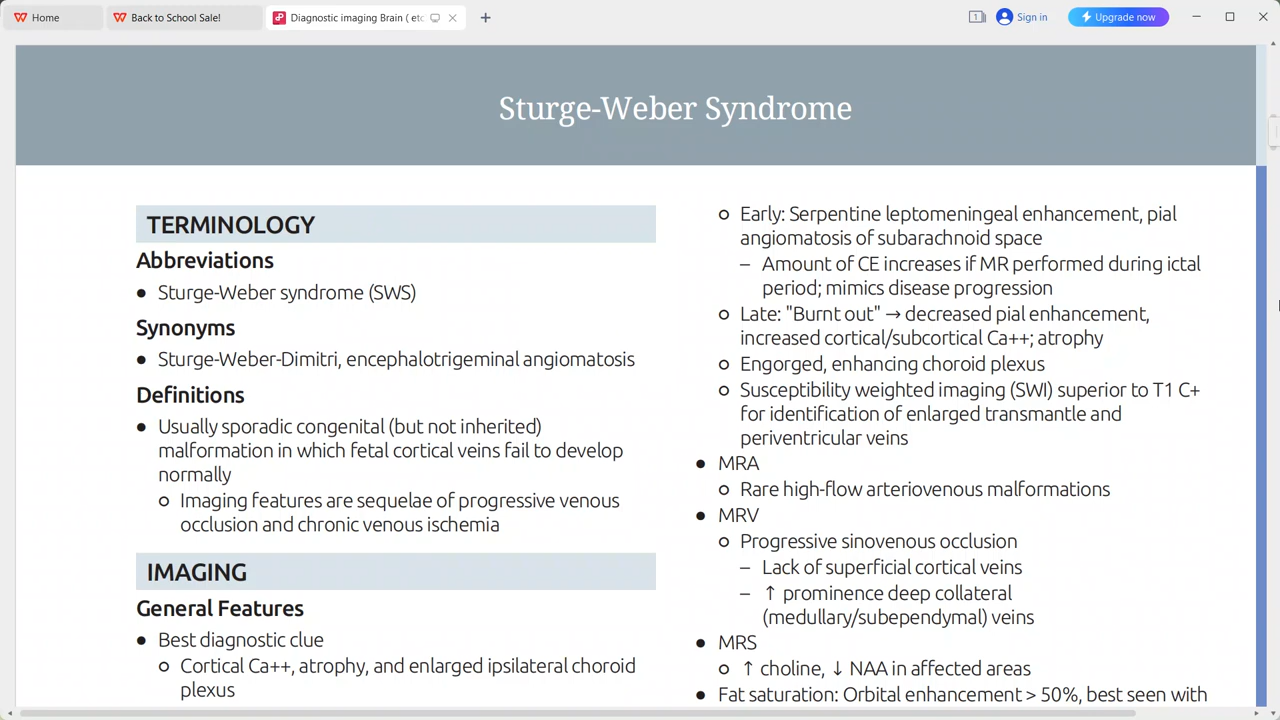 Home
Back to School Sale!
Diagnostic imaging Brain ( etc
1
Sign in
Upgrade now
Sturge-Weber Syndrome
TERMINOLOGY
Abbreviations
● Sturge-Weber syndrome (SWS)
Synonyms
● Sturge-Weber-Dimitri, encephalotrigeminal angiomatosis
Definitions
● Usually sporadic congenital (but not inherited)
malformation in which fetal cortical veins fail to develop
normally
○ Imaging features are sequelae of progressive venous
occlusion and chronic venous ischemia
IMAGING
General Features
● Best diagnostic clue
○ Cortical Ca++, atrophy, and enlarged ipsilateral choroid
plexus
○ Early: Serpentine leptomeningeal enhancement, pial
angiomatosis of subarachnoid space
– Amount of CE increases if MR performed during ictal
period; mimics disease progression
○ Late: "Burnt out" → decreased pial enhancement,
increased cortical/subcortical Ca++; atrophy
○ Engorged, enhancing choroid plexus
○ Susceptibility weighted imaging (SWI) superior to T1 C+
for identification of enlarged transmantle and
periventricular veins
● MRA
○ Rare high-flow arteriovenous malformations
● MRV
○ Progressive sinovenous occlusion
– Lack of superficial cortical veins
– ↑ prominence deep collateral
(medullary/subependymal) veins
● MRS
○ ↑ choline, ↓ NAA in affected areas
● Fat saturation: Orbital enhancement > 50%, best seen with